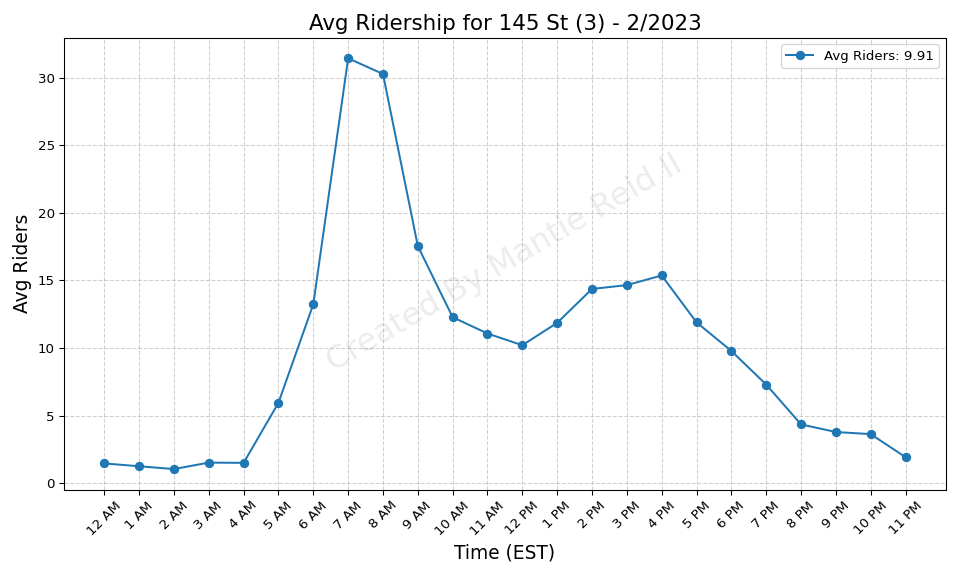 Avg Ridership for 145 St (3) - 2/2023
Avg Riders: 9.91
Avg Riders
30
25
20
15
10
5
0
Created By Mantie Reid II
12 AM
1 AM
2 AM
3 AM
4 AM
5 AM
6 AM
7 AM
8 AM
9 AM
10 AM
11 AM
12 PM
1 PM
2 PM
3 PM
4 PM
5 PM
6 PM
7 PM
8 PM
9 PM
10 PM
11 PM
Time (EST)